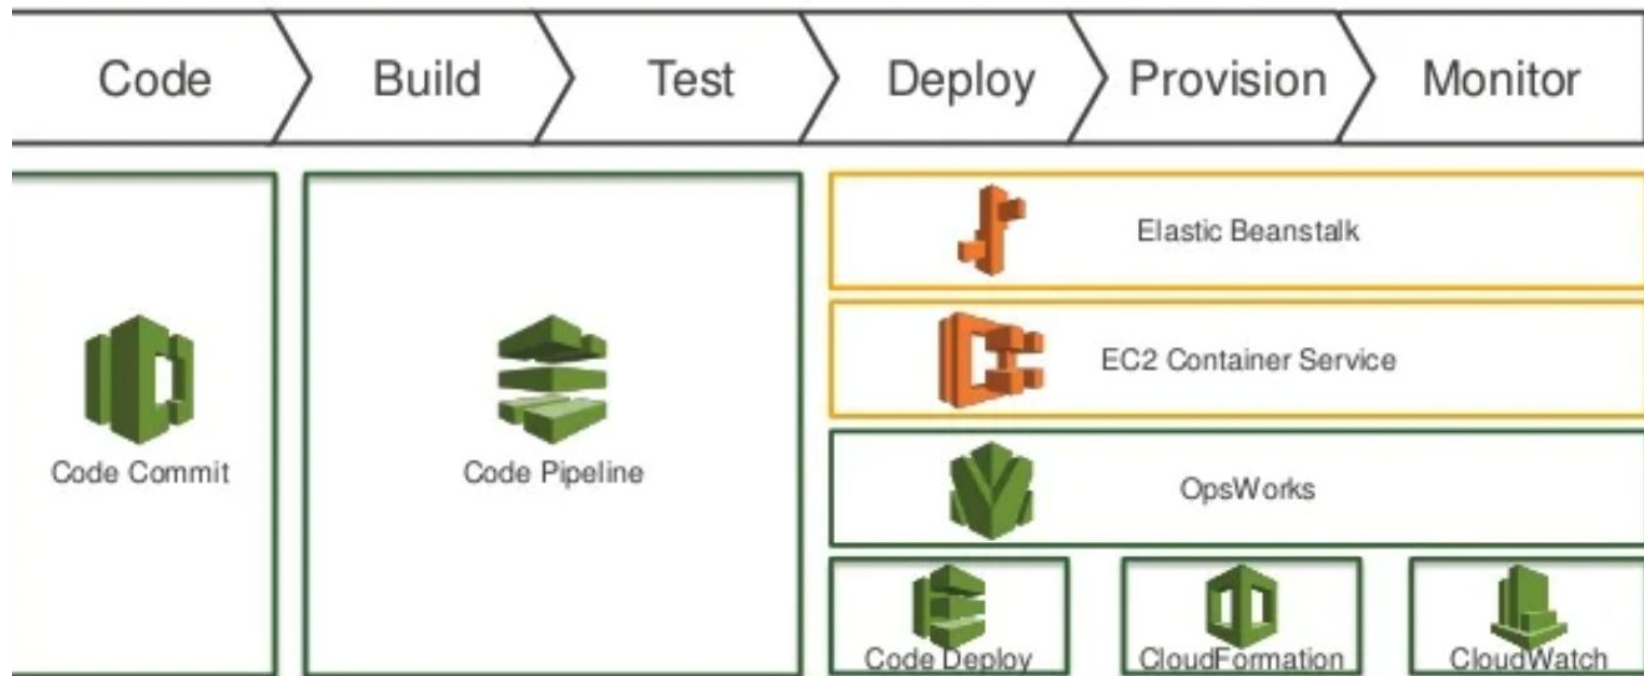 Code
Build
Test
Deploy
Provision
Monitor
Elastic Beanstalk
EC2 Container Service
Code Commit
Code Pipeline
OpsWorks
Code Deploy
CloudFormation
CloudWatch